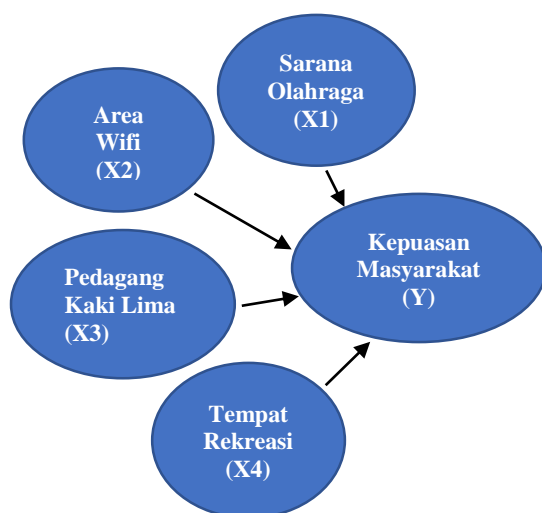 Sarana
Olahraga
(X1)
Area
Wifi
(X2)
Kepuasan
Masyarakat
(Y)
Pedagang
Kaki Lima
(X3)
Tempat
Rekreasi
(X4)